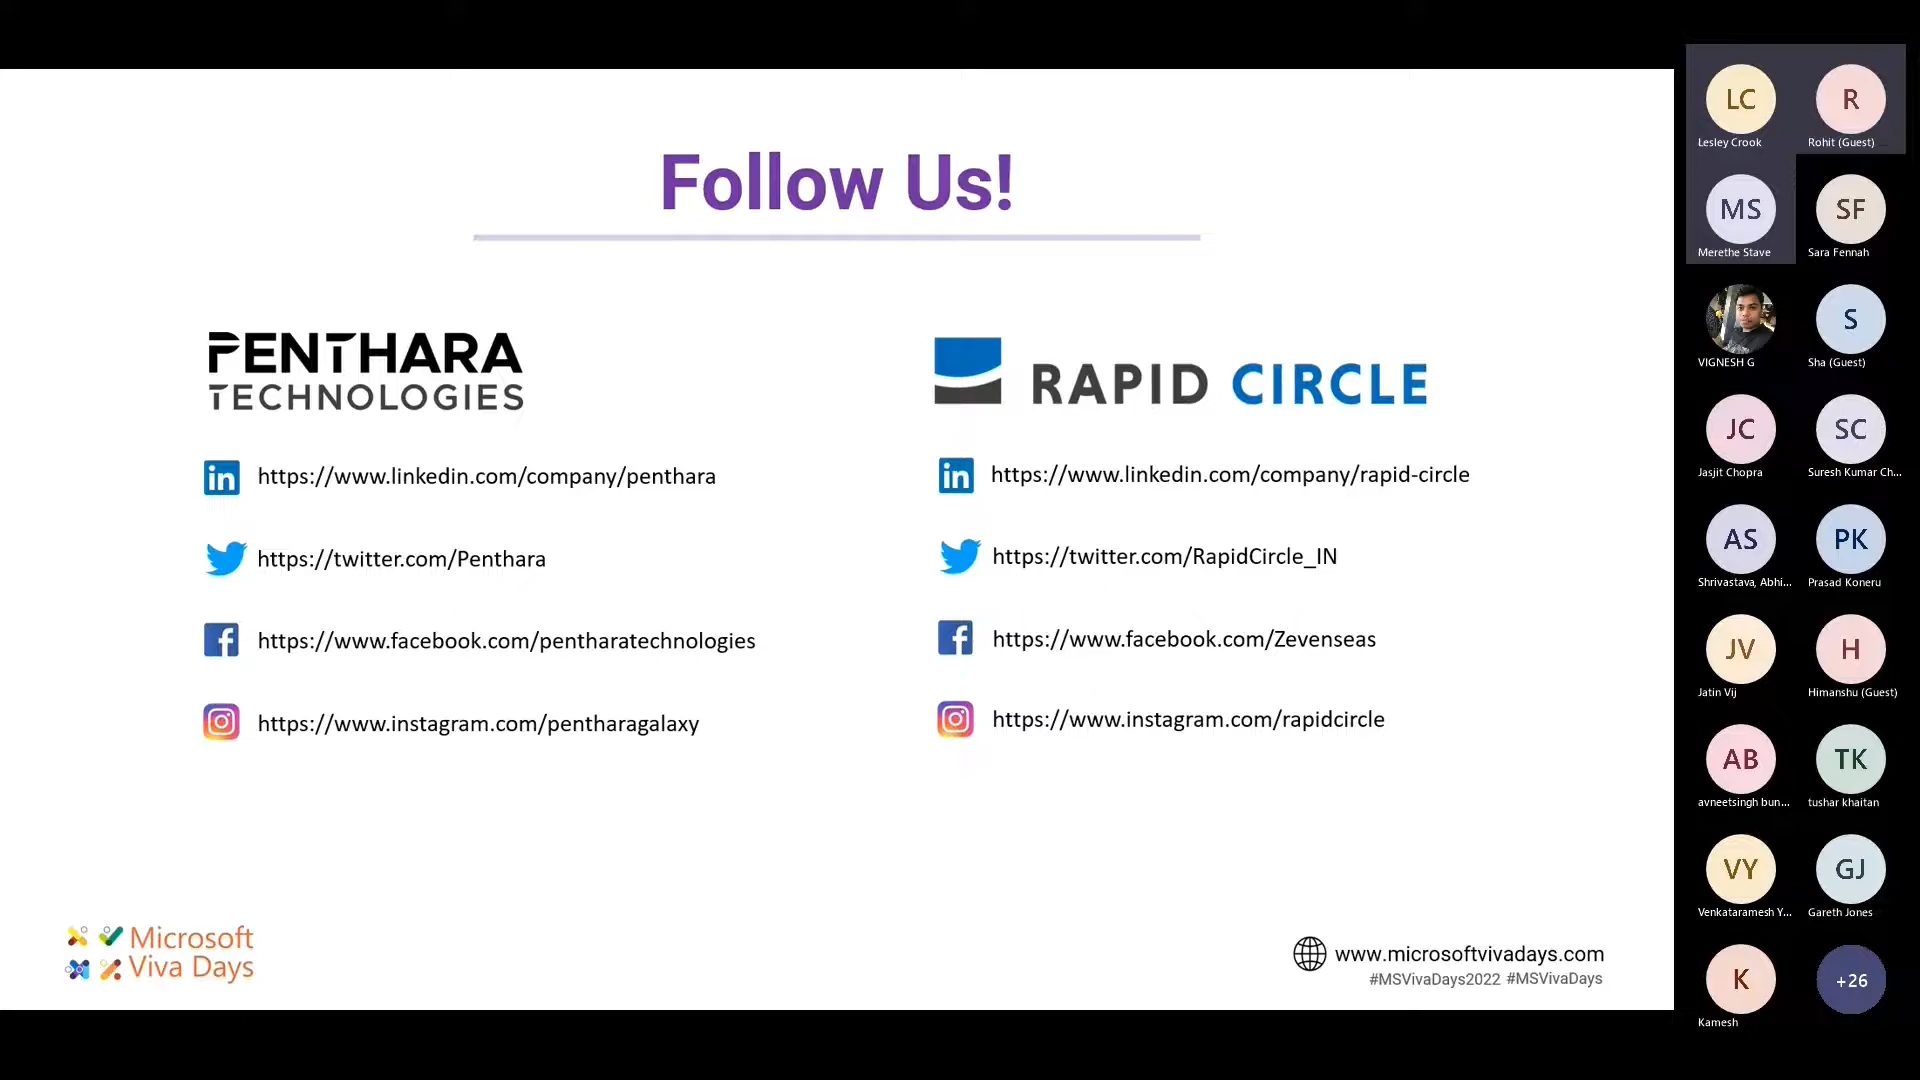 Follow Us!
PENTHARA
TECHNOLOGIES
https://www.linkedin.com/company/penthara
https://twitter.com/Penthara
https://www.facebook.com/pentharatechnologies
https://www.instagram.com/pentharagalaxy
RAPID CIRCLE
https://www.linkedin.com/company/rapid-circle
https://twitter.com/RapidCircle_IN
https://www.facebook.com/Zevenseas
https://www.instagram.com/rapidcircle
Microsoft
Viva Days
www.microsoftvivadays.com
#MSVivaDays2022 #MSVivaDays
LC R
Lesley Crook Rohit (Guest)
MS SF
Merethe Stave Sara Fennah
S
VIGNESH G Sha (Guest)
JC SC
Jasjit Chopra Suresh Kumar Ch...
AS PK
Shrivastava, Abhi... Prasad Koneru
JV H
Jatin Vij Himanshu (Guest)
AB TK
avneetsingh bun... tushar khaitan
VY GJ
Venkataramesh Y... Gareth Jones
K +26
Kamesh